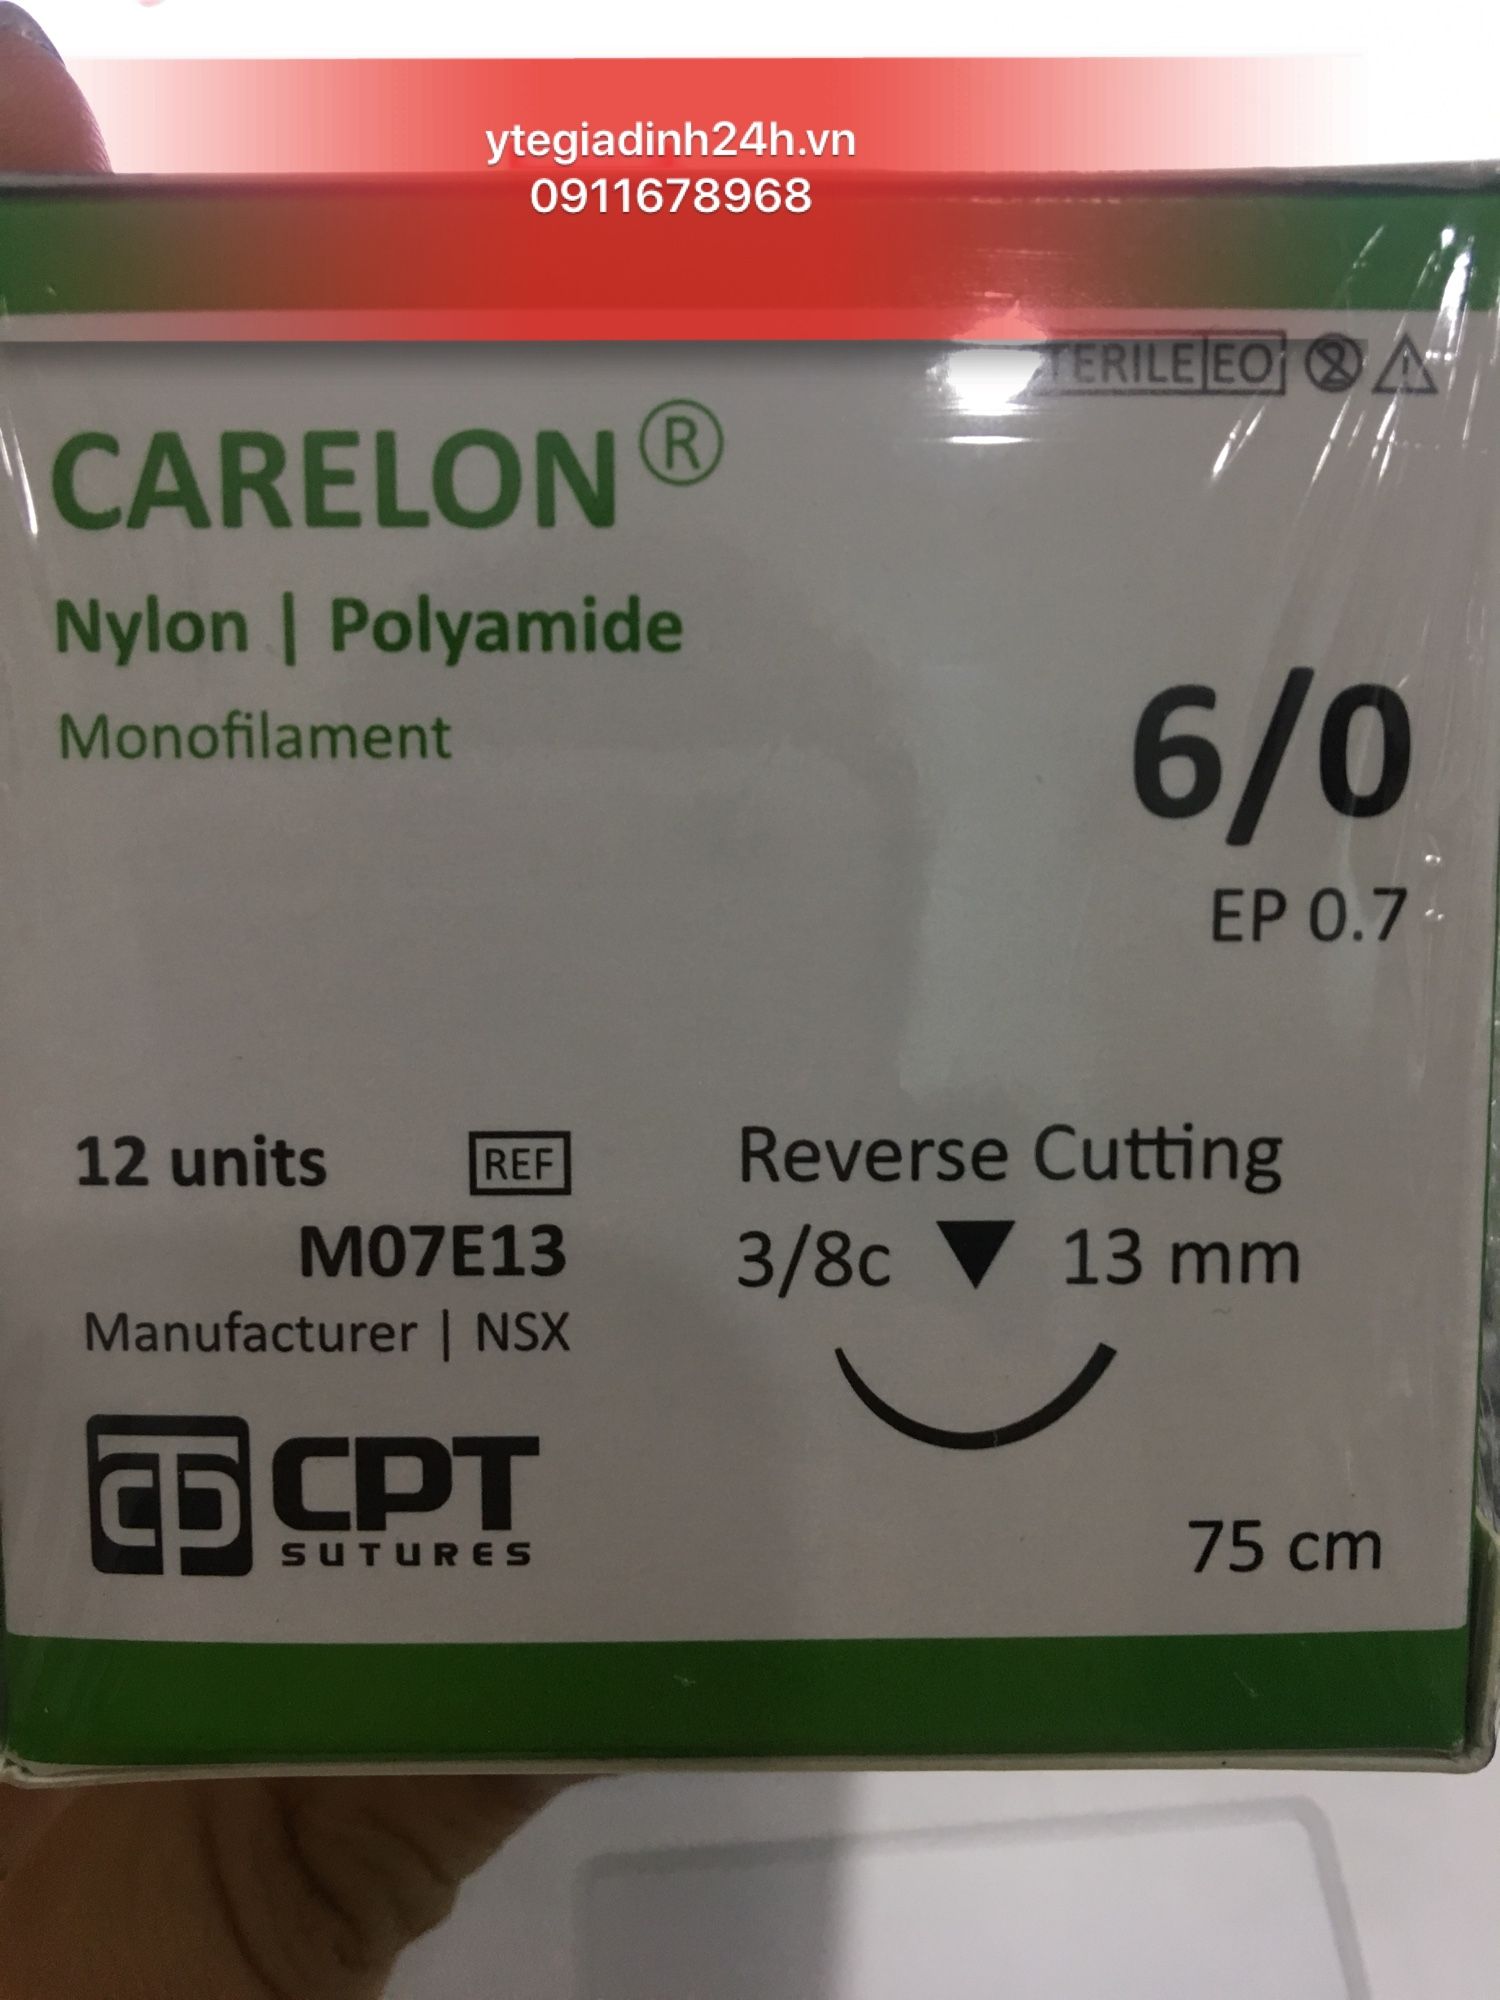 ytegiadinh24h.vn
0911678968
STERILE EO
CARELON®
Nylon | Polyamide
Monofilament
6/0
EP 0.7
12 units REF
M07E13
Manufacturer | NSX
CPT
SUTURES
Reverse Cutting
3/8c ▼ 13 mm
75 cm